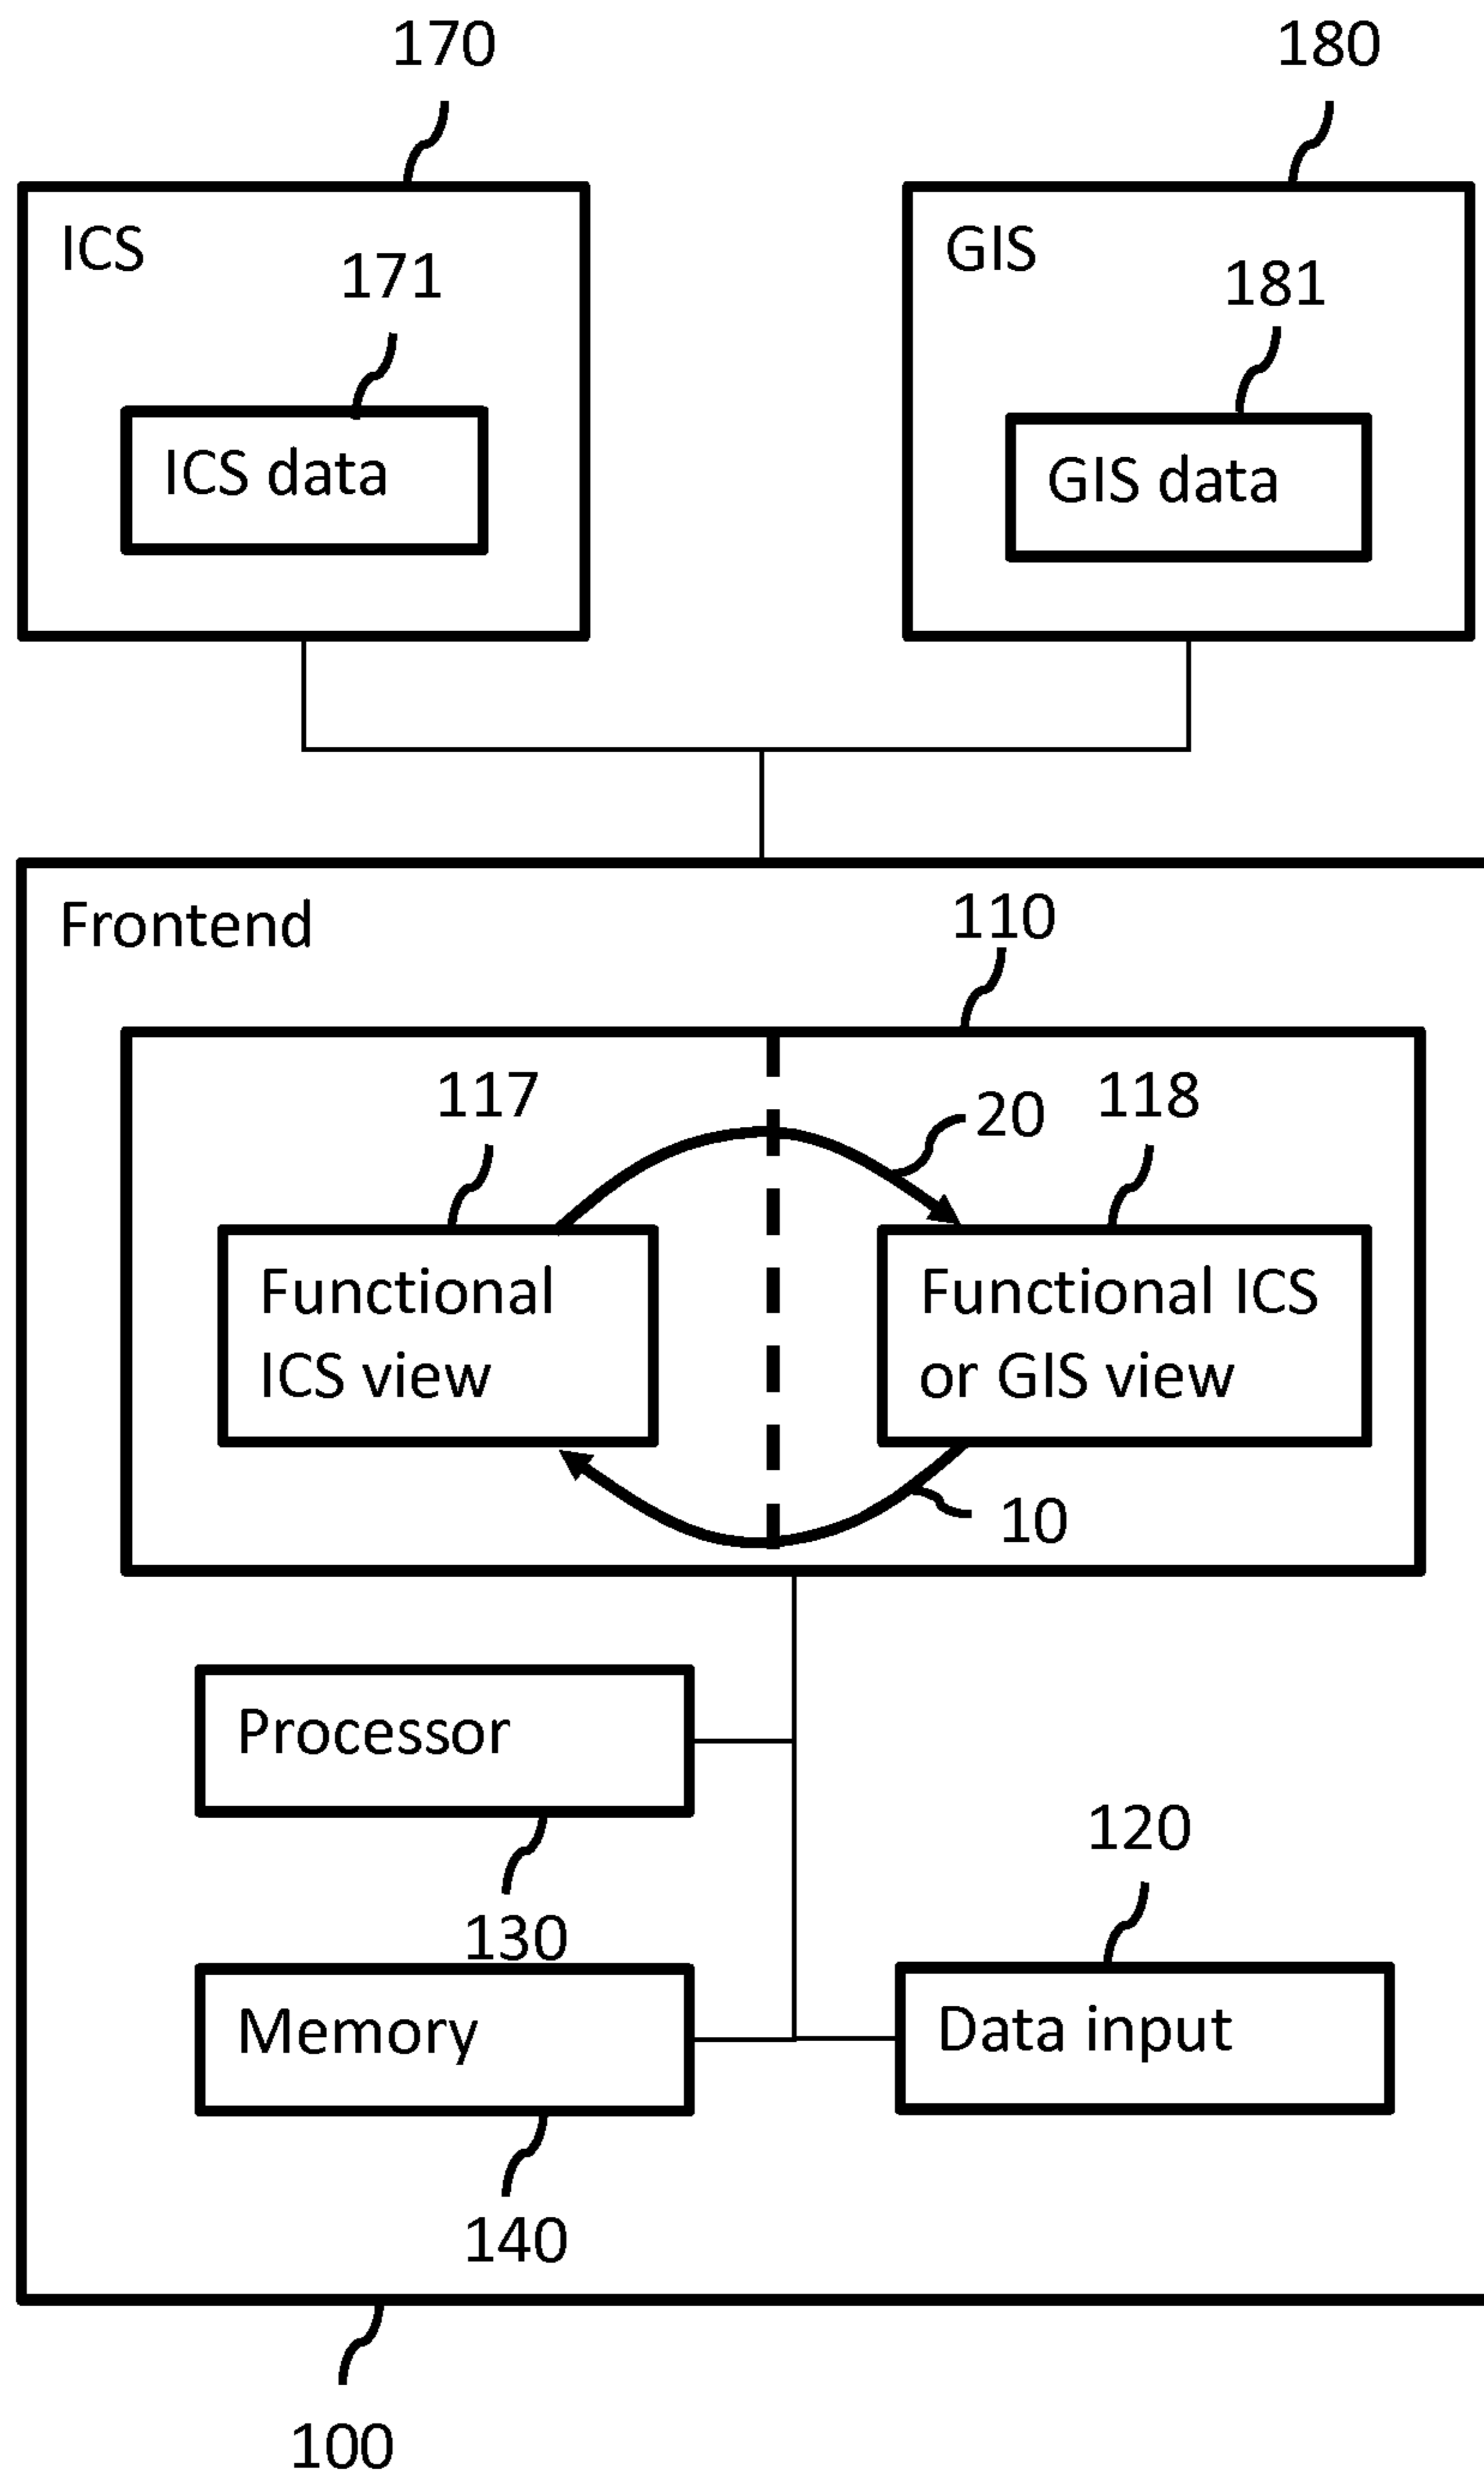 170
180
ICS
GIS
171
181
ICS data
GIS data
Frontend
110
117
20
118
Functional
ICS view
Functional ICS
or GIS view
10
Processor
130
120
Memory
Data input
140
100